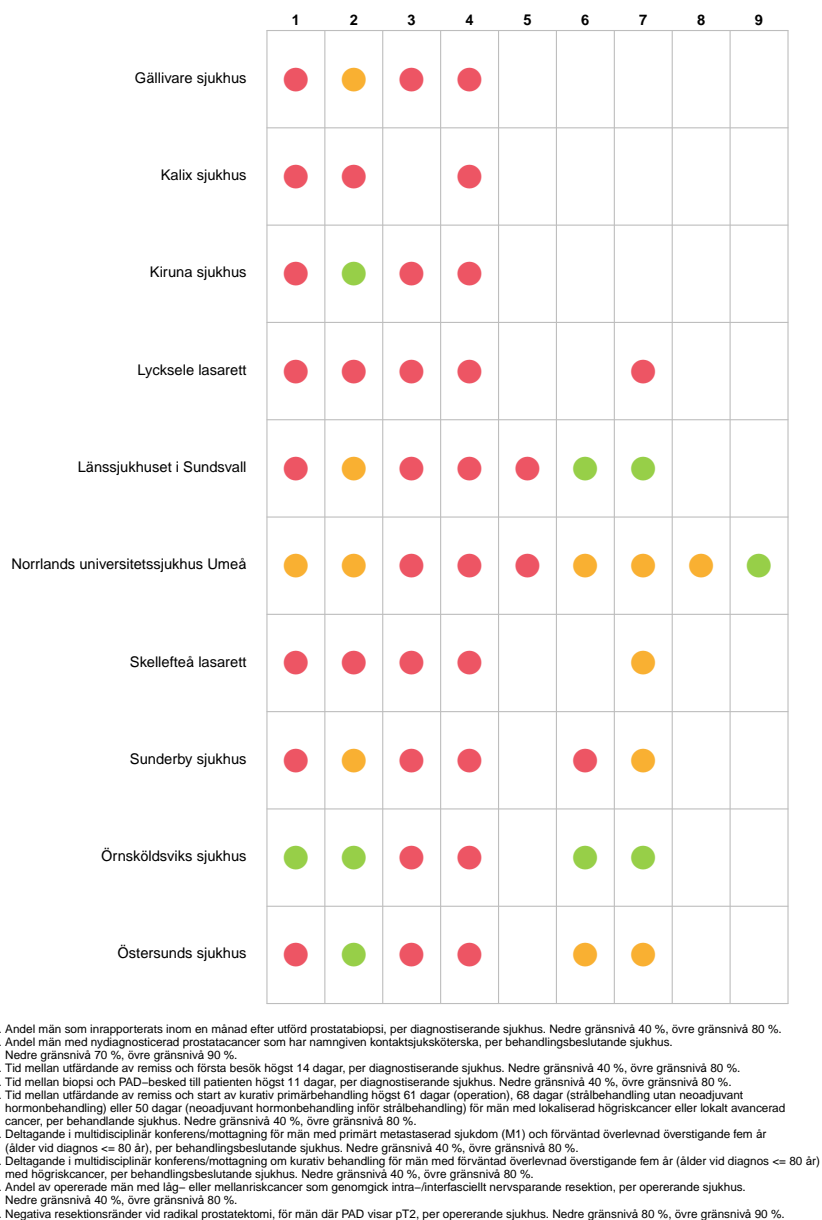 1 2 3 4 5 6 7 8 9
Gällivare sjukhus
Kalix sjukhus
Kiruna sjukhus
Lycksele lasarett
Länssjukhuset i Sundsvall
Norrlands universitetssjukhus Umeå
Skellefteå lasarett
Sunderby sjukhus
Örnsköldsviks sjukhus
Östersunds sjukhus
. Andel män som inrapporterats inom en månad efter utförd prostatabiopsi, per diagnostiserande sjukhus. Nedre gränsnivå 40 %, övre gränsnivå 80 %.
. Andel män med nydiagnosticerad prostatacancer som har namngiven kontaktsjuksköterska, per behandlingsbeslutande sjukhus.
Nedre gränsnivå 70 %, övre gränsnivå 90 %.
. Tid mellan utfärdande av remiss och första besök högst 14 dagar, per diagnostiserande sjukhus. Nedre gränsnivå 40 %, övre gränsnivå 80 %.
. Tid mellan biopsi och PAD–besked till patienten högst 11 dagar, per diagnostiserande sjukhus. Nedre gränsnivå 40 %, övre gränsnivå 80 %.
. Tid mellan utfärdande av remiss och start av kurativ primärbehandling högst 61 dagar (operation), 68 dagar (strålbehandling utan neoadjuvant
hormonbehandling) eller 50 dagar (neoadjuvant hormonbehandling inför strålbehandling) för män med lokaliserad högriskcancer eller lokalt avancerad
cancer, per behandlande sjukhus. Nedre gränsnivå 40 %, övre gränsnivå 80 %.
. Deltagande i multidisciplinär konferens/mottagning för män med primärt metastaserad sjukdom (M1) och förväntad överlevnad överstigande fem år
(ålder vid diagnos <= 80 år), per behandlingsbeslutande sjukhus. Nedre gränsnivå 40 %, övre gränsnivå 80 %.
. Deltagande i multidisciplinär konferens/mottagning om kurativ behandling för män med förväntad överlevnad överstigande fem år (ålder vid diagnos <= 80 år)
med högriskcancer, per behandlingsbeslutande sjukhus. Nedre gränsnivå 40 %, övre gränsnivå 80 %.
. Andel av opererade män med låg– eller mellanriskcancer som genomgick intra–/interfasciellt nervsparande resektion, per opererande sjukhus.
Nedre gränsnivå 40 %, övre gränsnivå 80 %.
. Negativa resektionsränder vid radikal prostatektomi, för män där PAD visar pT2, per opererande sjukhus. Nedre gränsnivå 80 %, övre gränsnivå 90 %.